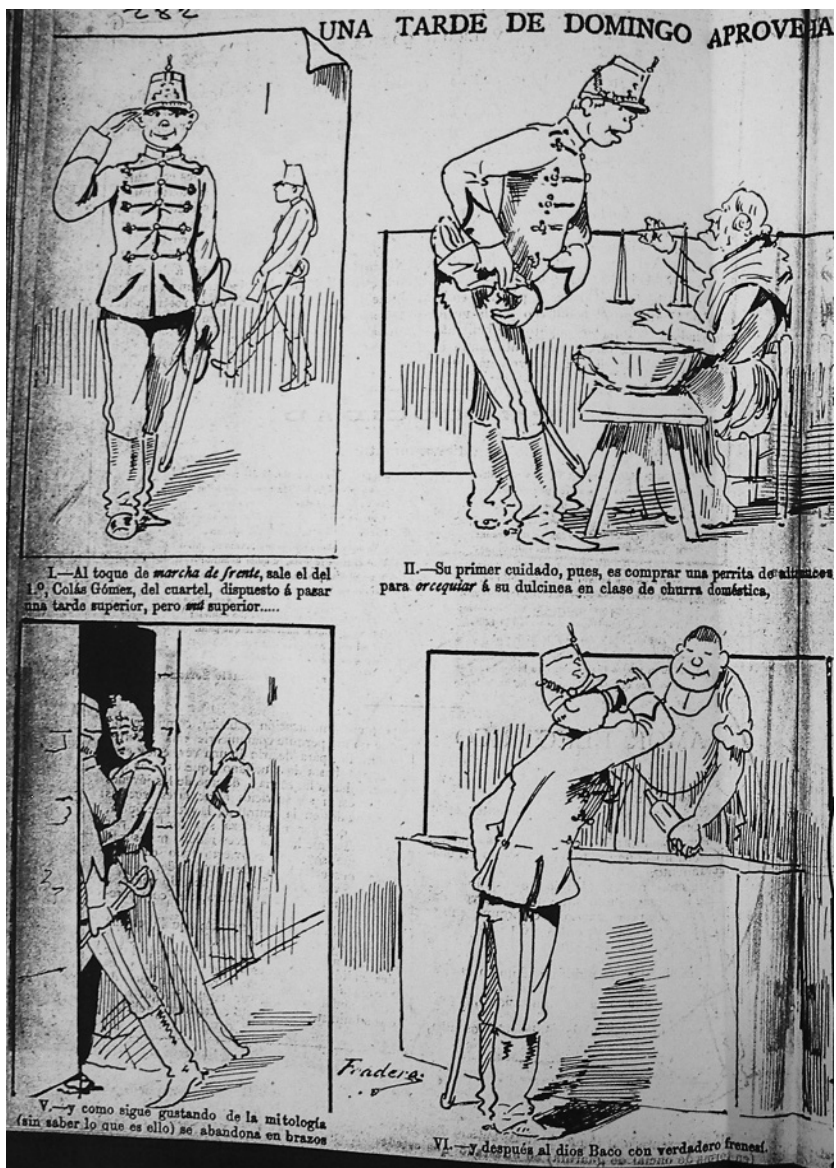 282
UNA TARDE DE DOMINGO
I.—Al toque de marcha de frente, sale el del
1.º, Colás Gómez, del cuartel, dispuesto á pasar
una tarde superior, pero mú superior.....
II.—Su primer cuidado, pues, es comprar una perrita de
para orcequiar á su dulcinea en clase de churra doméstica,
V.—y como sigue gustando de la mitología
(sin saber lo que es ello) se abandona en brazos
Fradera
VI.—y después al dios Baco con verdadero frenesí.